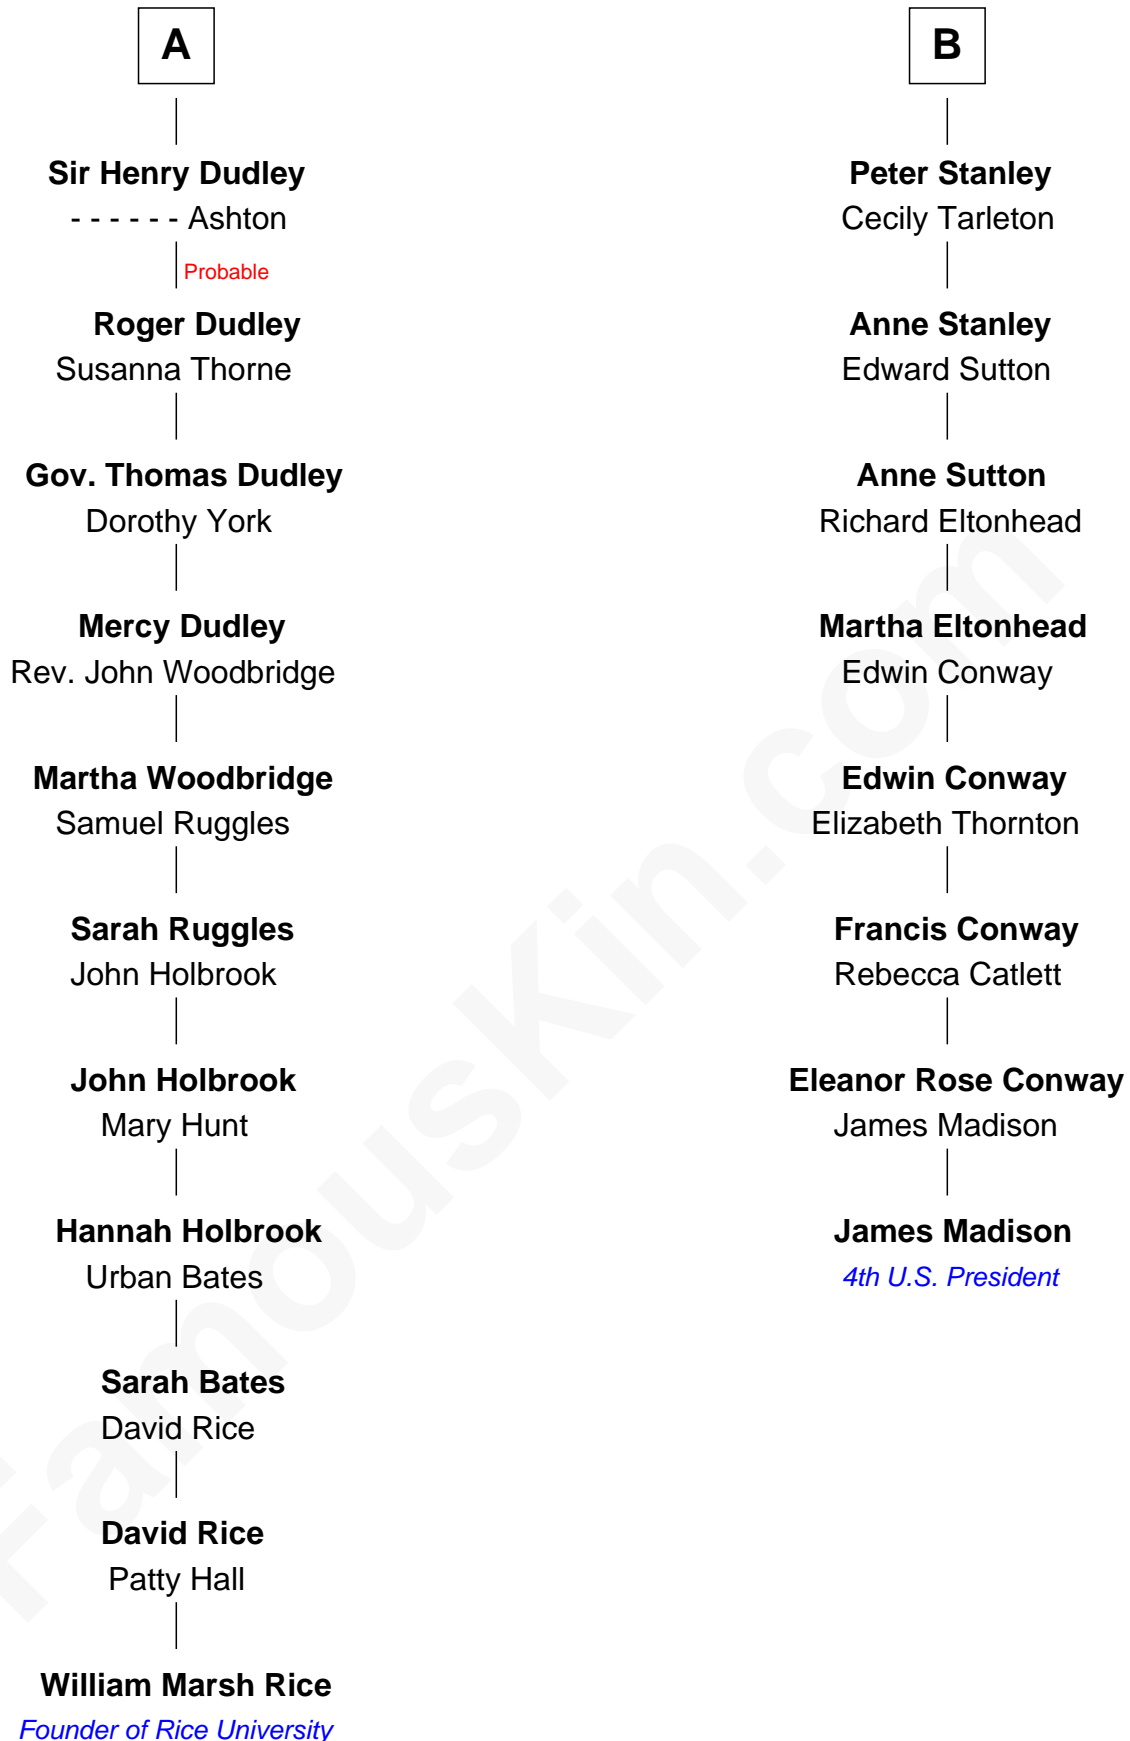 A
Sir Henry Dudley
- - - - - - Ashton
Probable
Roger Dudley
Susanna Thorne
Gov. Thomas Dudley
Dorothy York
Mercy Dudley
Rev. John Woodbridge
Martha Woodbridge
Samuel Ruggles
Sarah Ruggles
John Holbrook
John Holbrook
Mary Hunt
Hannah Holbrook
Urban Bates
Sarah Bates
David Rice
David Rice
Patty Hall
William Marsh Rice
Founder of Rice University
B
Peter Stanley
Cecily Tarleton
Anne Stanley
Edward Sutton
Anne Sutton
Richard Eltonhead
Martha Eltonhead
Edwin Conway
Edwin Conway
Elizabeth Thornton
Francis Conway
Rebecca Catlett
Eleanor Rose Conway
James Madison
James Madison
4th U.S. President
FamousKin.com